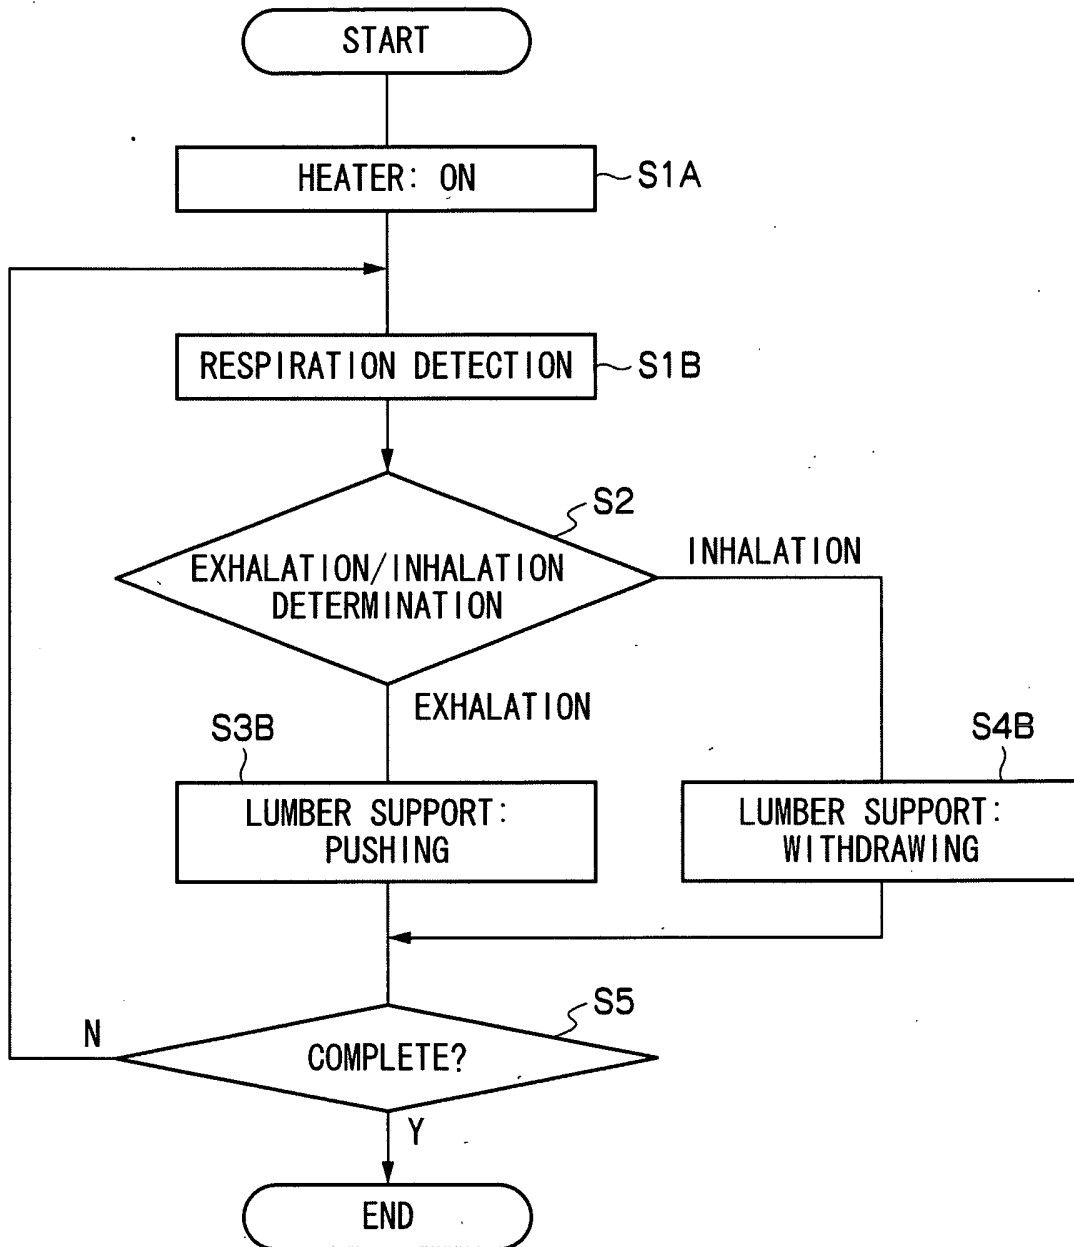 START
HEATER: ON
S1A
RESPIRATION DETECTION
S1B
S2
INHALATION
EXHALATION/INHALATION
DETERMINATION
EXHALATION
S3B
S4B
LUMBER SUPPORT:
PUSHING
LUMBER SUPPORT:
WITHDRAWING
S5
N
COMPLETE?
Y
END